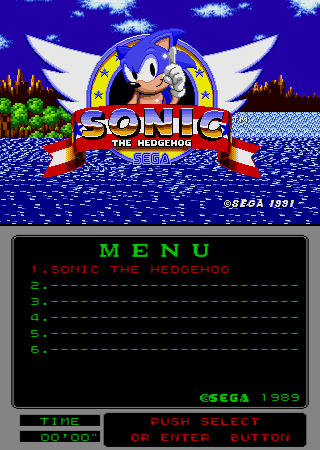 SONIC
THE HEDGEHOG
SEGA
TM
©SEGA 1991
MENU
1.SONIC THE HEDGEHOG
2.--------------------------
3.--------------------------
4.--------------------------
5.--------------------------
6.--------------------------
©SEGA 1989
TIME
00'00"
PUSH SELECT
OR ENTER BUTTON